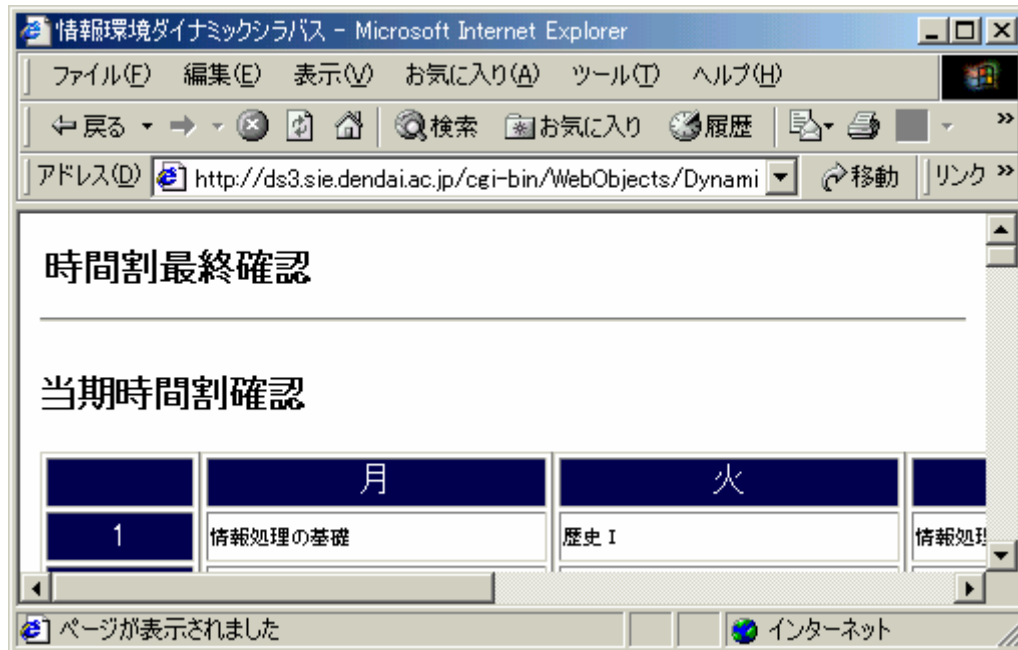 情報環境ダイナミックシラバス - Microsoft Internet Explorer
ファイル(F) 編集(E) 表示(V) お気に入り(A) ツール(T) ヘルプ(H)
戻る 検索 お気に入り 履歴 »
アドレス(D) http://ds3.sie.dendai.ac.jp/cgi-bin/WebObjects/Dynami 移動 リンク »
時間割最終確認
当期時間割確認
月 火
1 情報処理の基礎 歴史 I 情報処理
ページが表示されました インターネット